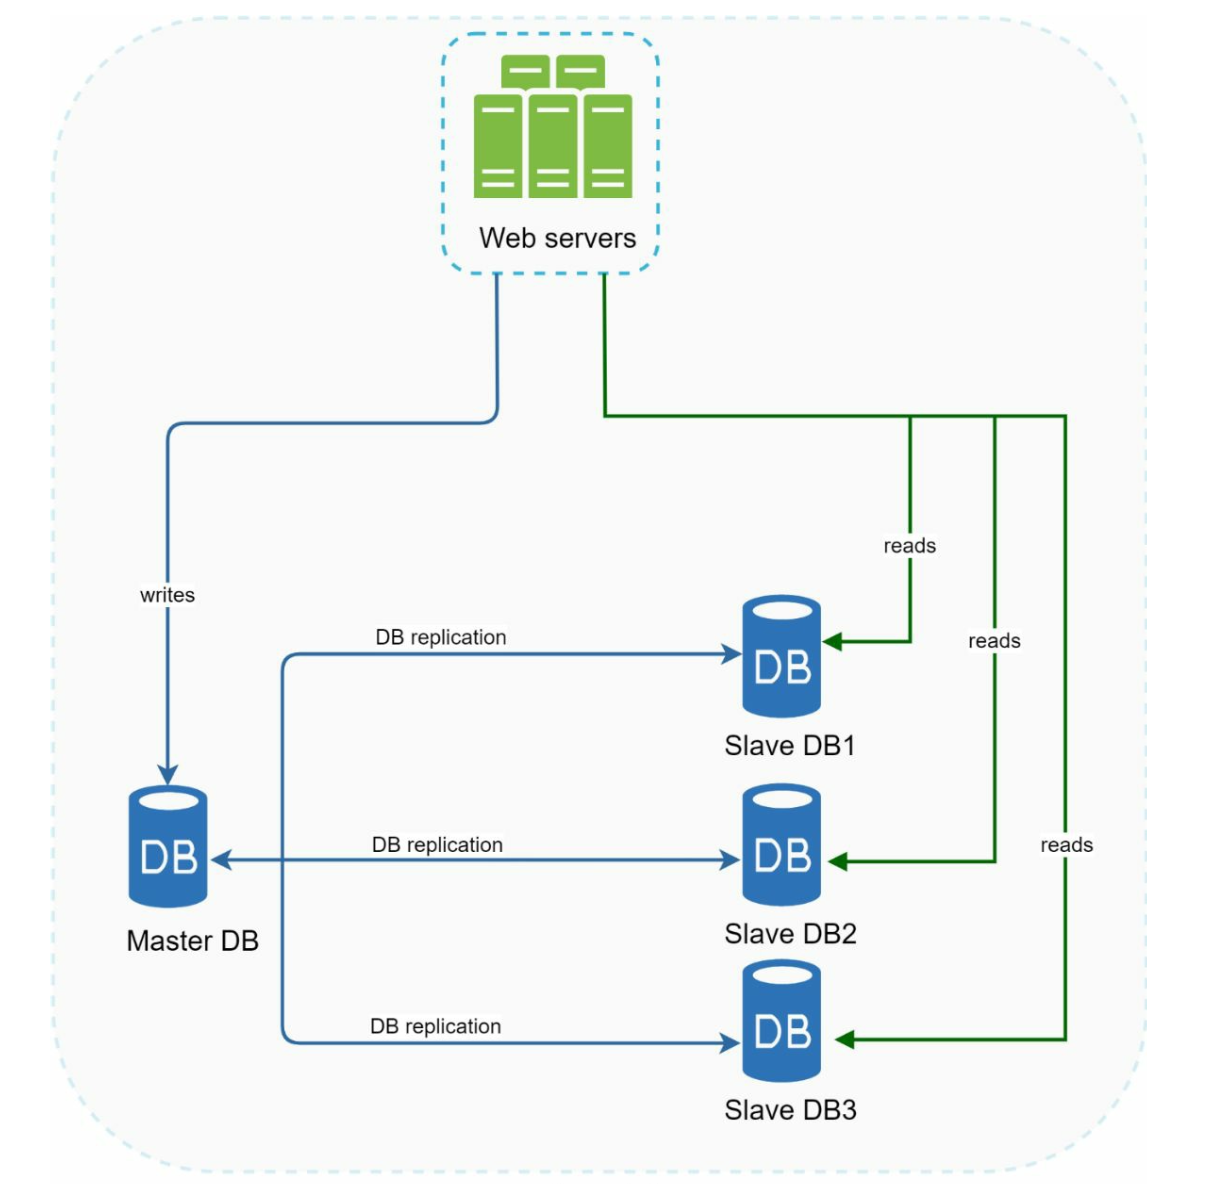 Web servers
reads
writes
DB replication
reads
DB
Slave DB1
DB replication
reads
DB
DB
Slave DB2
Master DB
DB replication
DB
Slave DB3